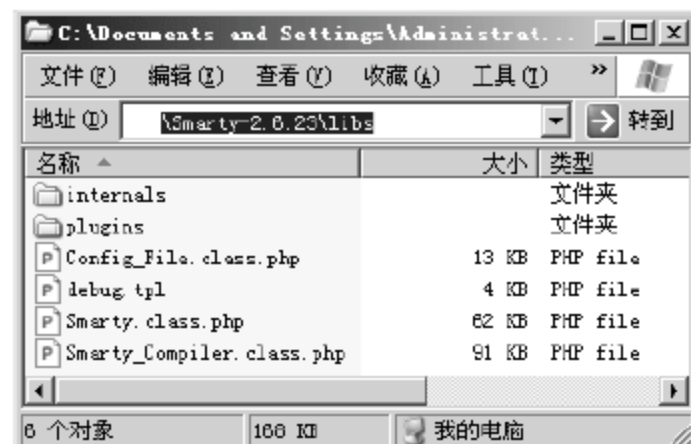 C:\Documents and Settings\Administrat...
文件(F) 编辑(E) 查看(V) 收藏(A) 工具(T) »
地址(D) \Smarty-2.6.23\libs 转到
名称 大小 类型
internals 文件夹
plugins 文件夹
Config_File.class.php 13 KB PHP file
debug.tpl 4 KB PHP file
Smarty.class.php 62 KB PHP file
Smarty_Compiler.class.php 91 KB PHP file
6 个对象 168 KB 我的电脑